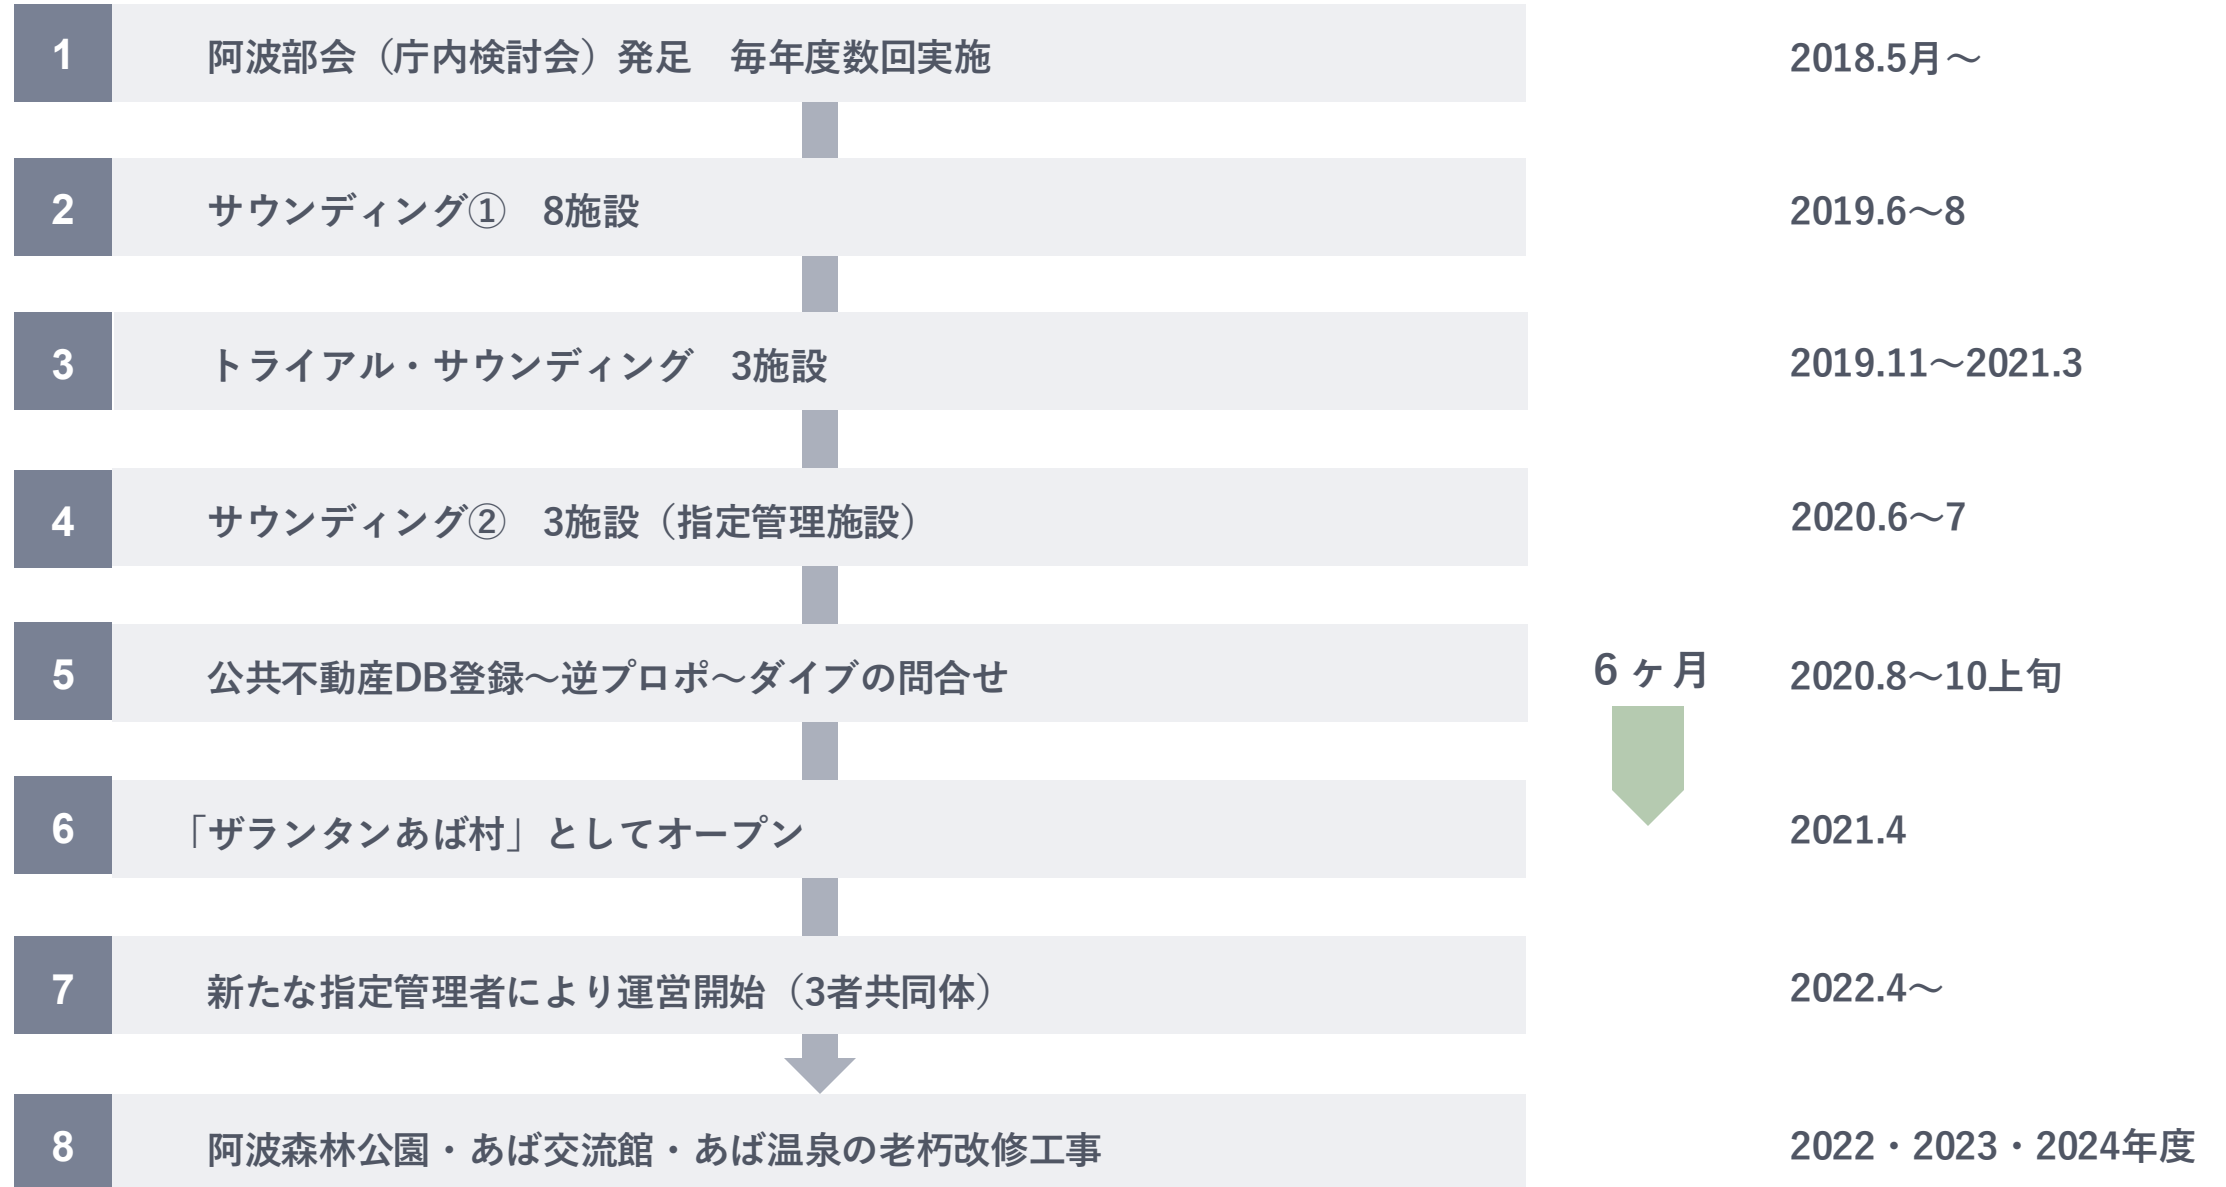 1 阿波部会（庁内検討会）発足　毎年度数回実施 2018.5月～
2 サウンディング①　8施設 2019.6～8
3 トライアル・サウンディング　3施設 2019.11～2021.3
4 サウンディング②　3施設（指定管理施設） 2020.6～7
5 公共不動産DB登録～逆プロポ～ダイブの問合せ 6ヶ月 2020.8～10上旬
6 「ザランタンあば村」としてオープン 2021.4
7 新たな指定管理者により運営開始（3者共同体） 2022.4～
8 阿波森林公園・あば交流館・あば温泉の老朽改修工事 2022・2023・2024年度